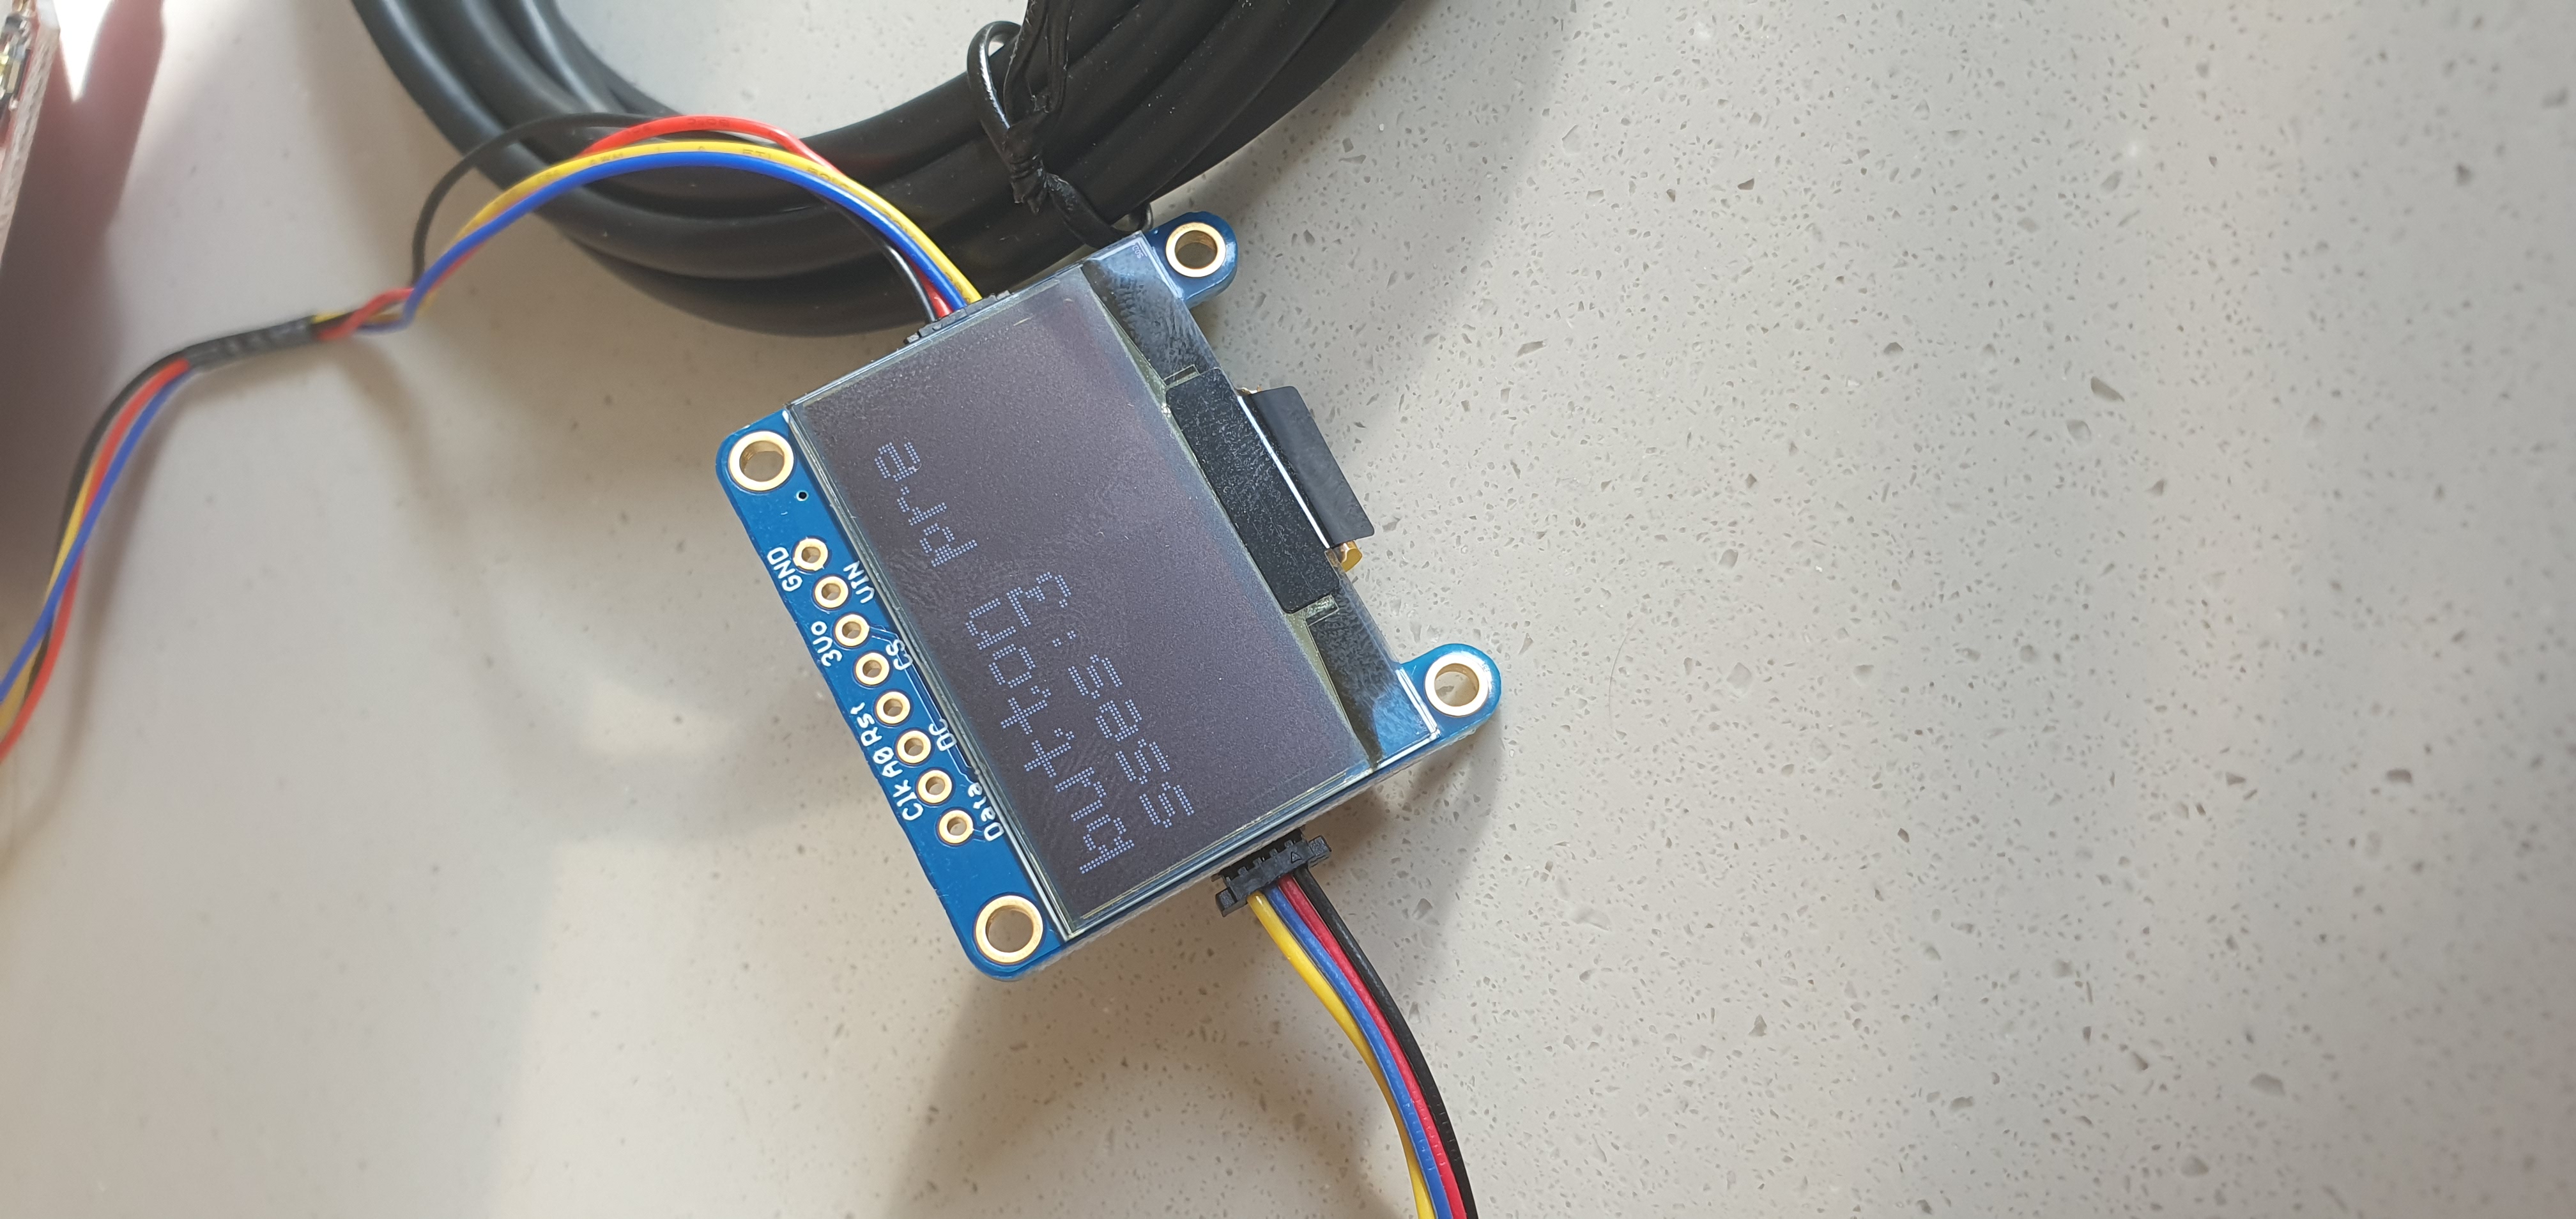 GND
3Vo
VIN
Rst
CS
A0
Clk
DC
Data
button pre
sses:3